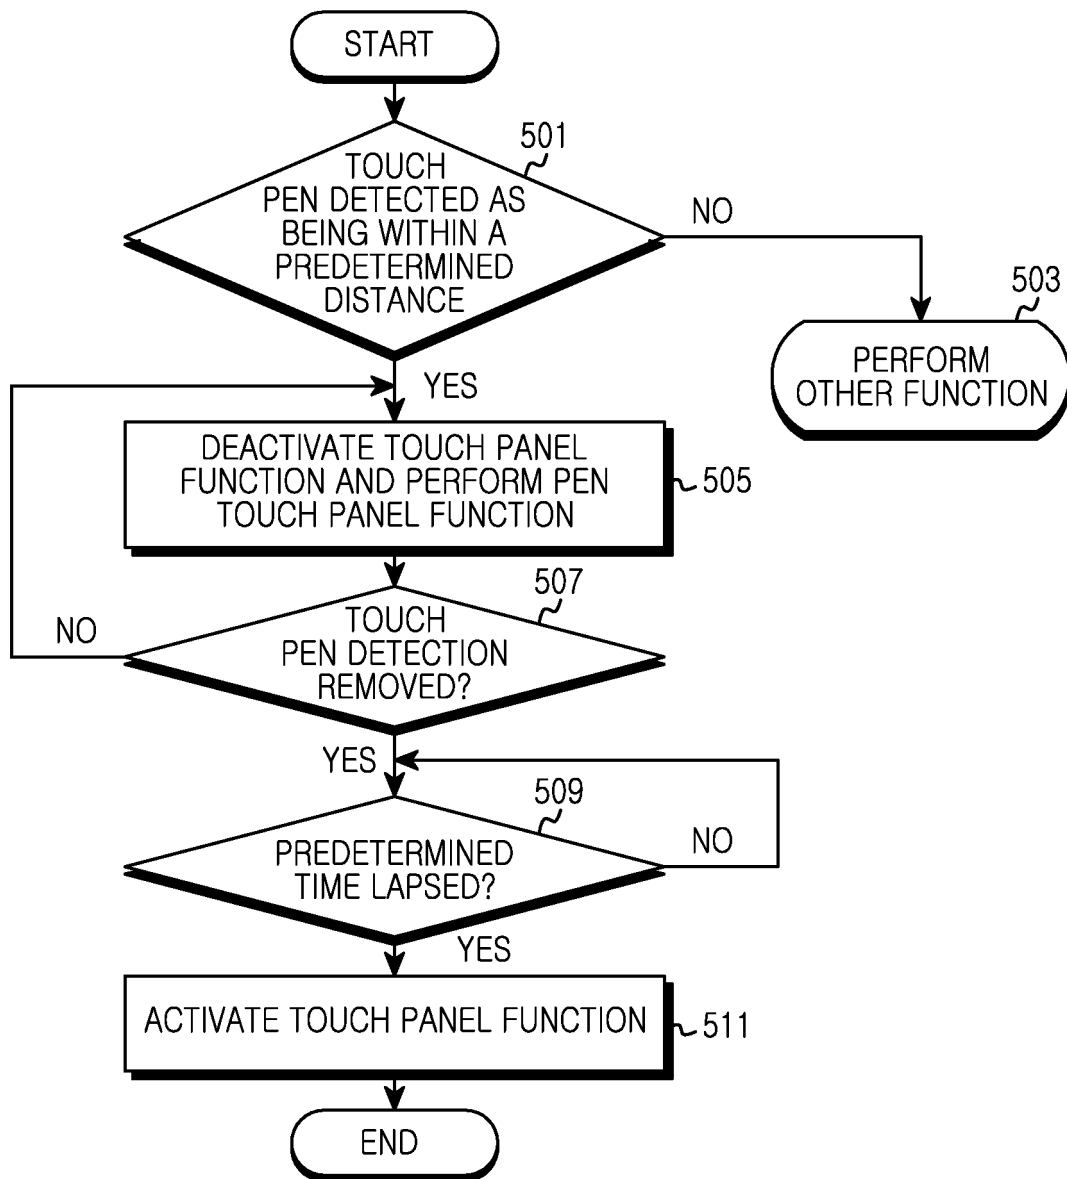 START
501
TOUCH
PEN DETECTED AS
BEING WITHIN A
PREDETERMINED
DISTANCE
NO
503
PERFORM
OTHER FUNCTION
YES
DEACTIVATE TOUCH PANEL
FUNCTION AND PERFORM PEN
TOUCH PANEL FUNCTION
505
507
TOUCH
PEN DETECTION
REMOVED?
NO
YES
509
PREDETERMINED
TIME LAPSED?
NO
YES
ACTIVATE TOUCH PANEL FUNCTION
511
END